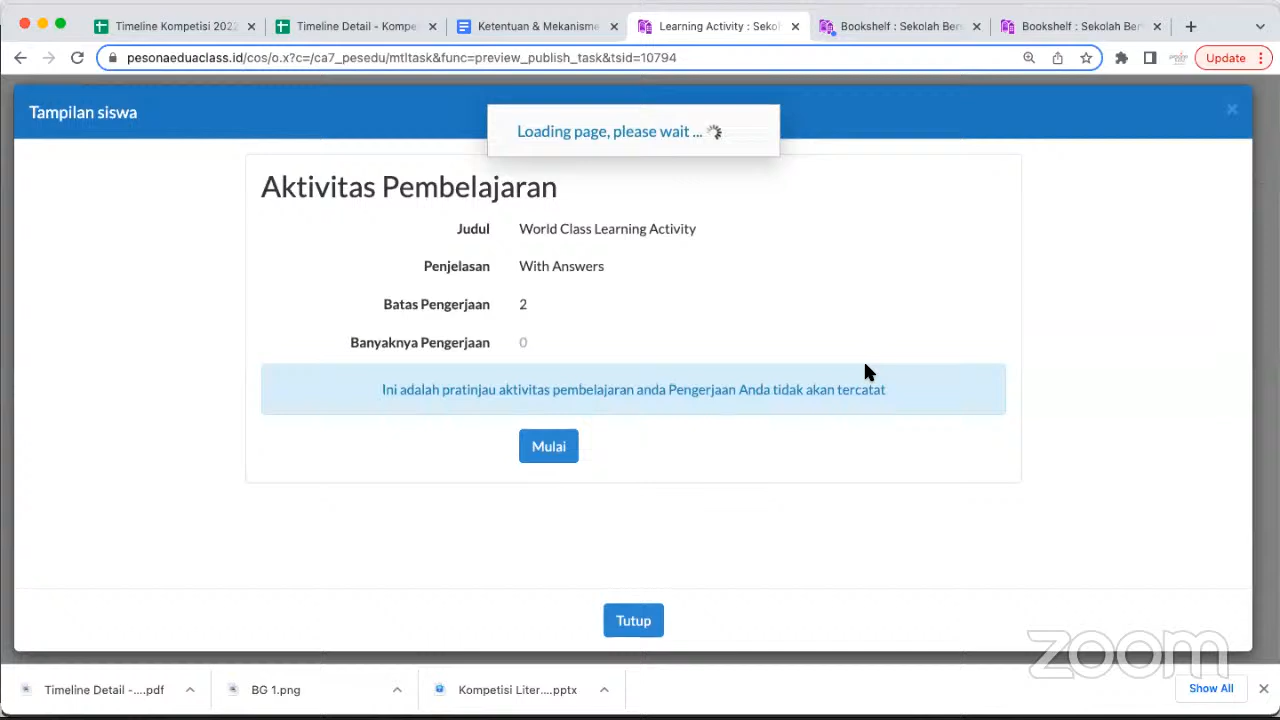 Timeline Kompetisi 2022
Timeline Detail - Kompe
Ketentuan & Mekanisme
Learning Activity : Sekol
Bookshelf : Sekolah Ber
Bookshelf : Sekolah Ber
pesonaeduaclass.id/cos/o.x?c=/ca7_pesedu/mtltask&func=preview_publish_task&tsid=10794
Update
Tampilan siswa
Loading page, please wait ...
Aktivitas Pembelajaran
Judul World Class Learning Activity
Penjelasan With Answers
Batas Pengerjaan 2
Banyaknya Pengerjaan 0
Ini adalah pratinjau aktivitas pembelajaran anda Pengerjaan Anda tidak akan tercatat
Mulai
Tutup
zoom
Timeline Detail -....pdf
BG 1.png
Kompetisi Liter....pptx
Show All